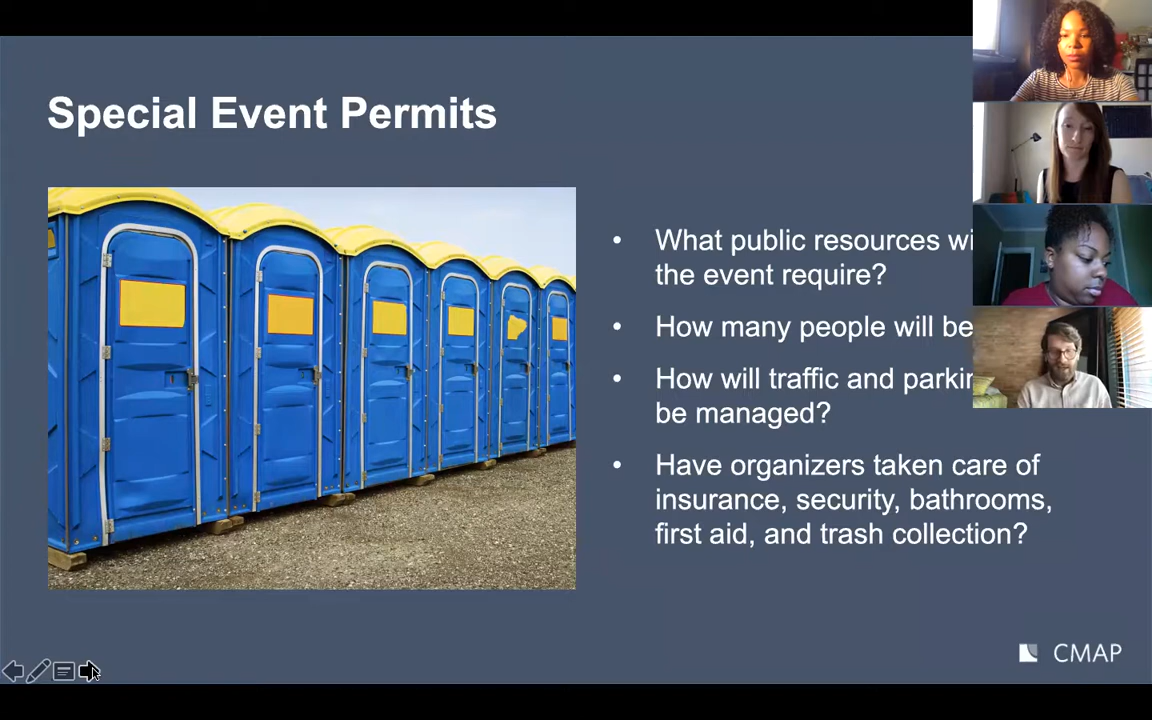 Special Event Permits
• What public resources wi
the event require?
• How many people will be
• How will traffic and parkin
be managed?
• Have organizers taken care of
insurance, security, bathrooms,
first aid, and trash collection?
CMAP